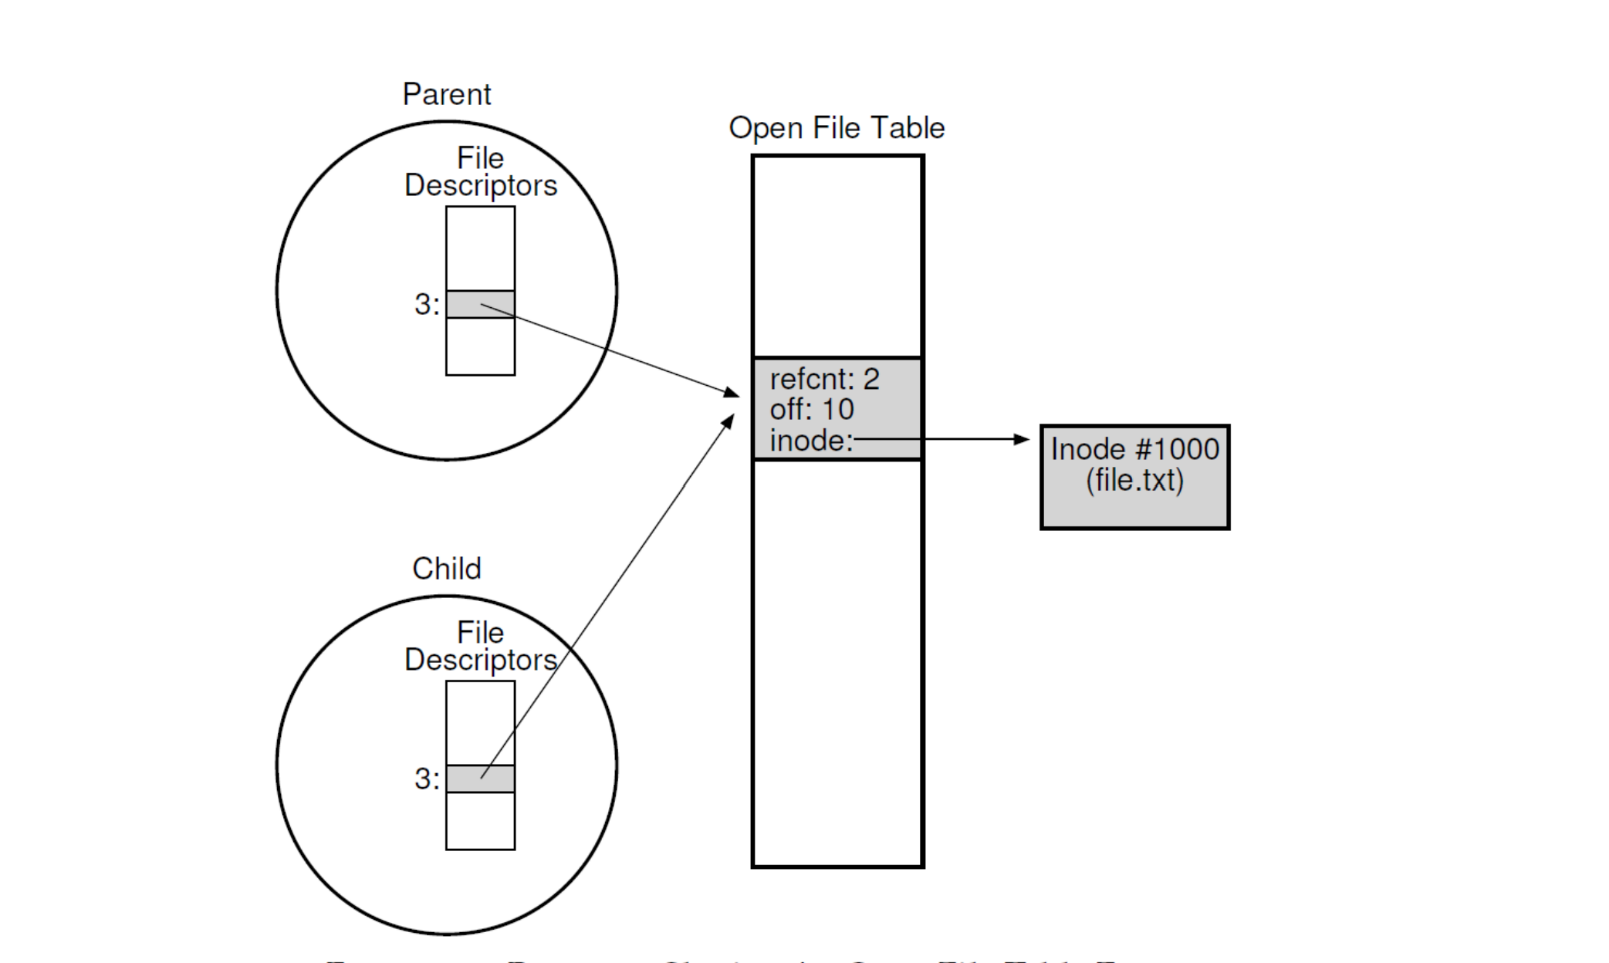 Parent
File
Descriptors
3:
Open File Table
refcnt: 2
off: 10
inode:
Inode #1000
(file.txt)
Child
File
Descriptors
3: